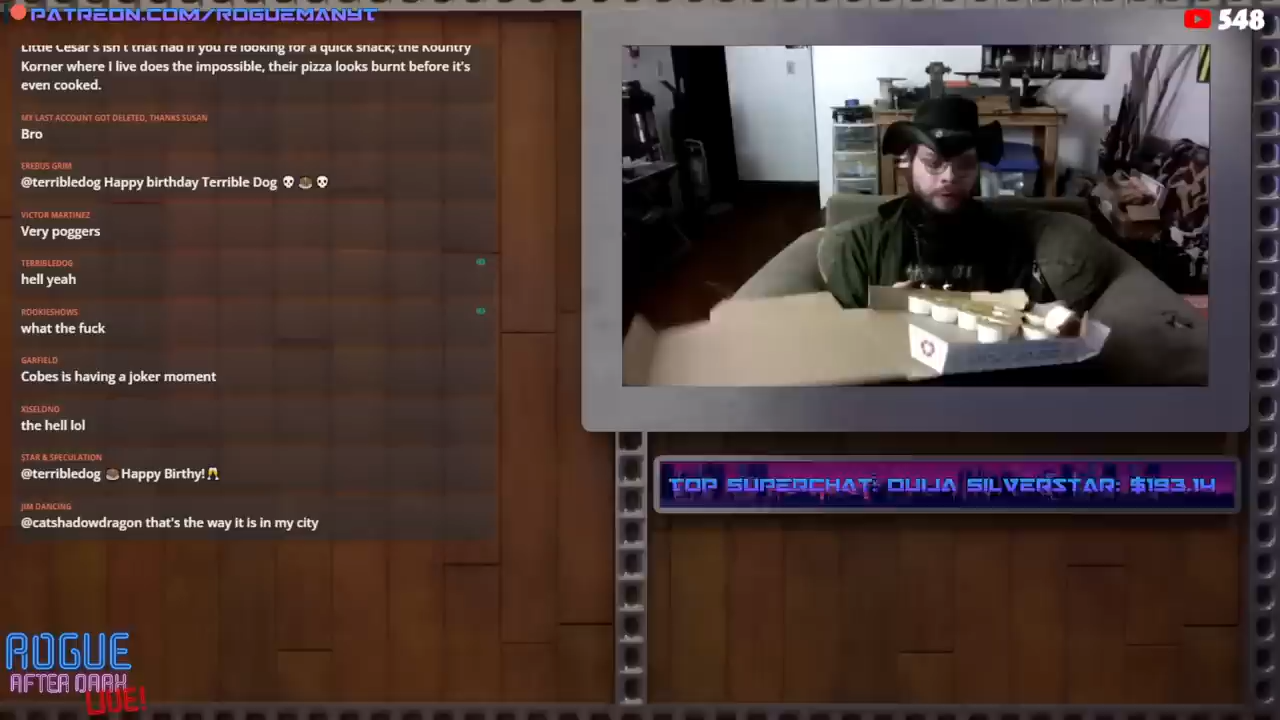 PATREON.COM/ROGUEMANYT
548
Little Cesar's isn't that had if you're looking for a quick snack; the Kountry
Korner where I live does the impossible, their pizza looks burnt before it's
even cooked.
MY LAST ACCOUNT GOT DELETED, THANKS SUSAN
Bro
EREBUS GRIM
@terribledog Happy birthday Terrible Dog 💀🎂💀
VICTOR MARTINEZ
Very poggers
TERRIBLEDOG
hell yeah
ROOKIESHOWS
what the fuck
GARFIELD
Cobes is having a joker moment
XISELDNO
the hell lol
STAR & SPECULATION
@terribledog 🎂Happy Birthy!🥂
JIM DANCING
@catshadowdragon that's the way it is in my city
TOP SUPERCHAT: OUIJA SILVERSTAR: $193.14
ROGUE
AFTER DARK
LIVE!